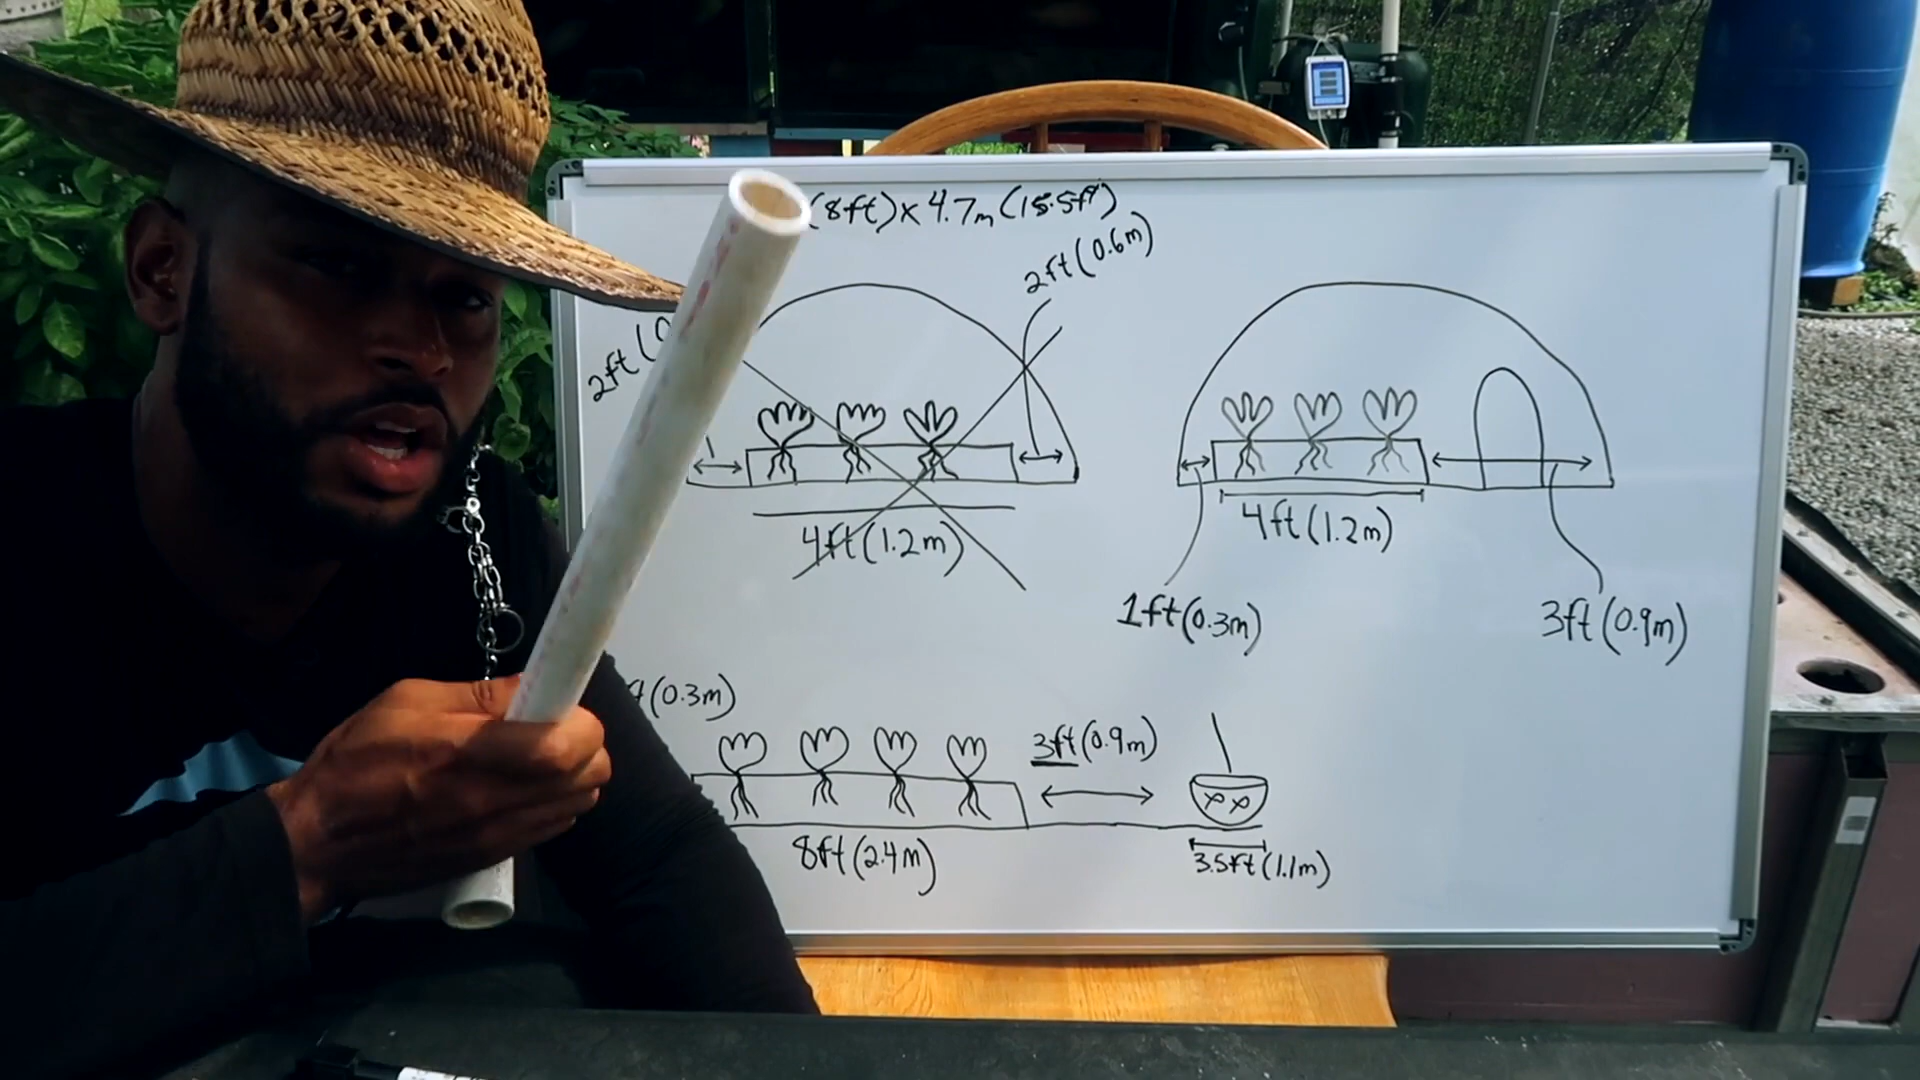 (8ft) x 4.7m (15.5ft)
2ft (0.6m)
2ft (
4ft (1.2m)
4ft (1.2m)
1ft (0.3m)
3ft (0.9m)
(0.3m)
3ft (0.9m)
8ft (2.4m)
3.5ft (1.1m)